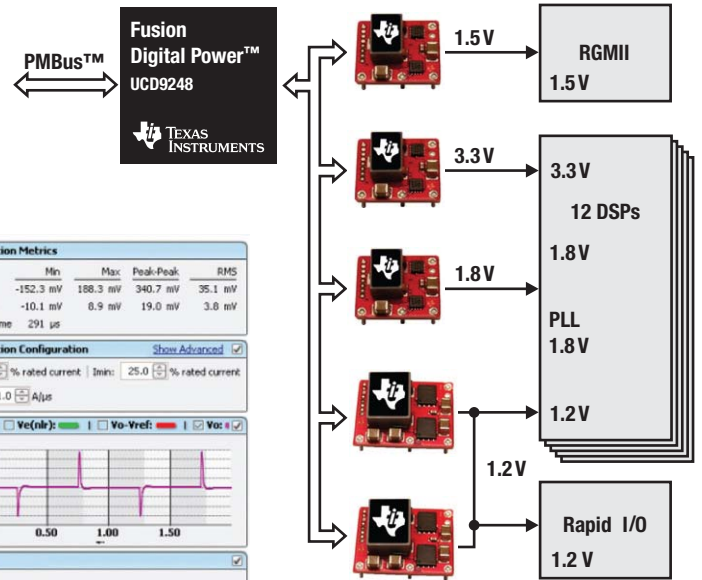 PMBus™
Fusion
Digital Power™
UCD9248
TEXAS
INSTRUMENTS
1.5 V
RGMII
1.5 V
3.3 V
3.3 V
12 DSPs
1.8 V
1.8 V
PLL
1.8 V
1.2 V
1.2 V
Rapid I/O
1.2 V
ion Metrics
Min Max Peak-Peak RMS
-152.3 mV 188.3 mV 340.7 mV 35.1 mV
-10.1 mV 8.9 mV 19.0 mV 3.8 mV
me 291 µs
ion Configuration Show Advanced
% rated current | Imin: 25.0 % rated current
1.0 A/µs
Ve(nlr): | Vo-Vref: | Vo:
0.50 1.00 1.50